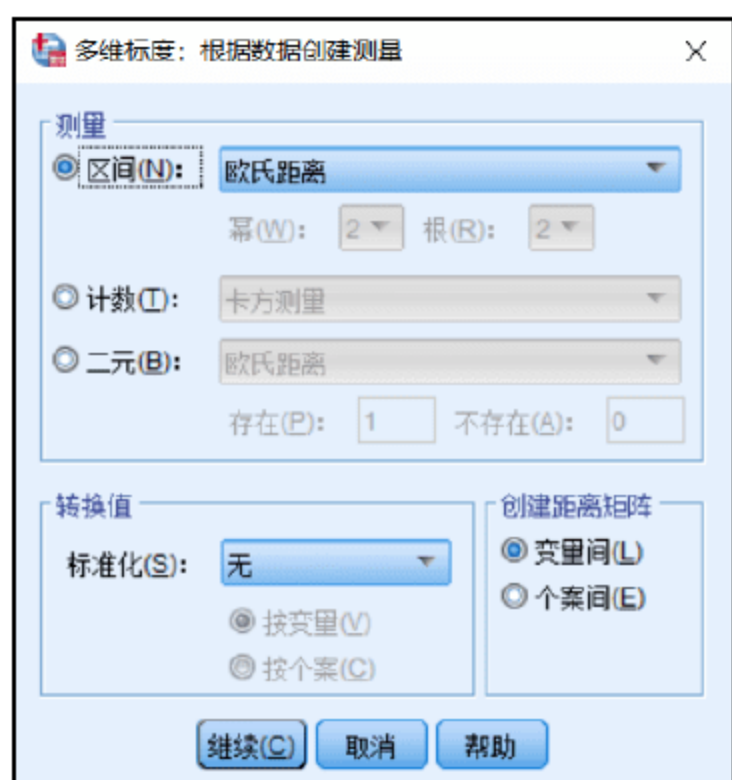 多维标度：根据数据创建测量
测量
区间(N)： 欧氏距离
幂(W)： 2 根(R)： 2
计数(T)： 卡方测量
二元(B)： 欧氏距离
存在(P)： 1 不存在(A)： 0
转换值
标准化(S)： 无
按变量(V)
按个案(C)
创建距离矩阵
变量间(L)
个案间(E)
继续(C) 取消 帮助